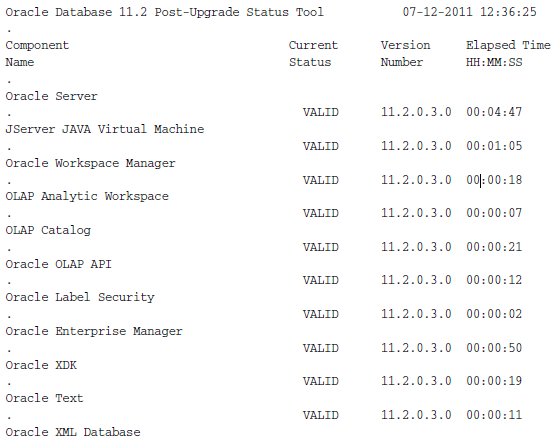 Oracle Database 11.2 Post-Upgrade Status Tool 07-12-2011 12:36:25
.
Component Current Version Elapsed Time
Name Status Number HH:MM:SS
.
Oracle Server
. VALID 11.2.0.3.0 00:04:47
JServer JAVA Virtual Machine
. VALID 11.2.0.3.0 00:01:05
Oracle Workspace Manager
. VALID 11.2.0.3.0 00:00:18
OLAP Analytic Workspace
. VALID 11.2.0.3.0 00:00:07
OLAP Catalog
. VALID 11.2.0.3.0 00:00:21
Oracle OLAP API
. VALID 11.2.0.3.0 00:00:12
Oracle Label Security
. VALID 11.2.0.3.0 00:00:02
Oracle Enterprise Manager
. VALID 11.2.0.3.0 00:00:50
Oracle XDK
. VALID 11.2.0.3.0 00:00:19
Oracle Text
. VALID 11.2.0.3.0 00:00:11
Oracle XML Database